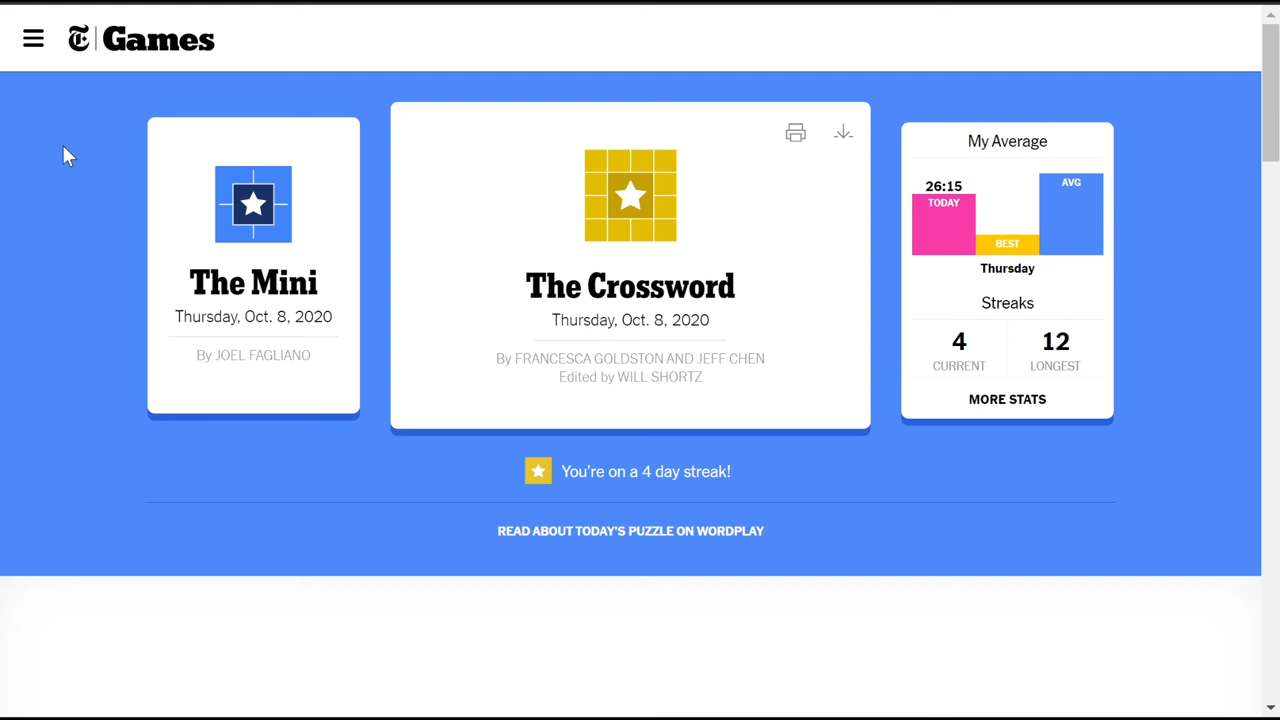 T Games
The Mini
Thursday, Oct. 8, 2020
By JOEL FAGLIANO
The Crossword
Thursday, Oct. 8, 2020
By FRANCESCA GOLDSTON AND JEFF CHEN
Edited by WILL SHORTZ
My Average
26:15
TODAY
BEST
AVG
Thursday
Streaks
4
CURRENT
12
LONGEST
MORE STATS
You're on a 4 day streak!
READ ABOUT TODAY'S PUZZLE ON WORDPLAY